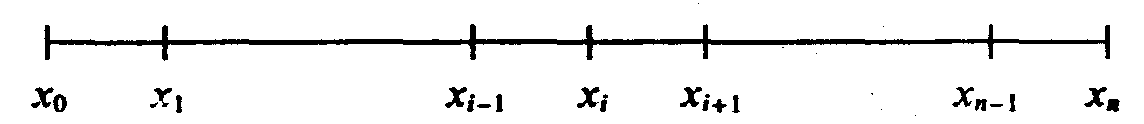 x₀ x₁ xᵢ₋₁ xᵢ xᵢ₊₁ xₙ₋₁ xₙ